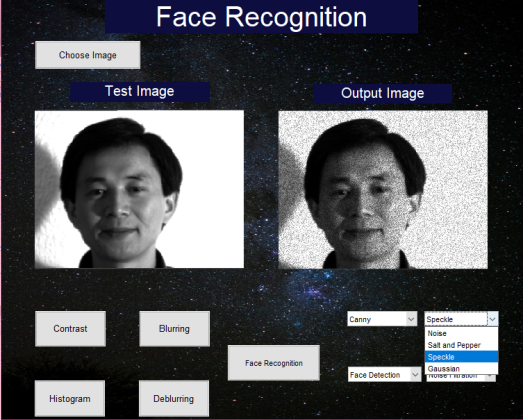 Face Recognition
Choose Image
Test Image
Output Image
Canny
Speckle
Contrast
Blurring
Noise
Salt and Pepper
Speckle
Gaussian
Face Recognition
Face Detection
Noise Filtration
Histogram
Deblurring